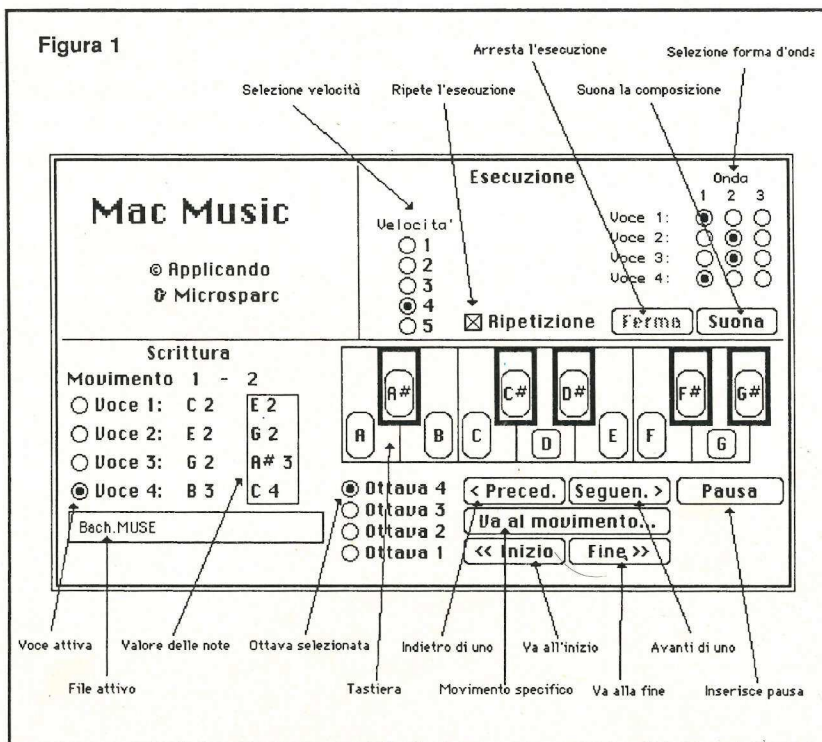 Figura 1
Arresta l'esecuzione
Selezione forma d'onda
Selezione velocità
Ripete l'esecuzione
Suona la composizione
Mac Music
© Applicando
& Microsparc
Esecuzione
Velocita'
1
2
3
4
5
Ripetizione
Onda
1 2 3
Voce 1:
Voce 2:
Voce 3:
Voce 4:
Ferma
Suona
Scrittura
Movimento 1 - 2
Voce 1: C 2 E 2
Voce 2: E 2 G 2
Voce 3: G 2 A# 3
Voce 4: B 3 C 4
Bach.MUSE
A# C# D# F# G#
A B C D E F G
Ottava 4
Ottava 3
Ottava 2
Ottava 1
< Preced.
Seguen. >
Pausa
Va al movimento...
<< Inizio
Fine >>
Voce attiva
Valore delle note
Ottava selezionata
Indietro di uno
Va all'inizio
Avanti di uno
File attivo
Tastiera
Movimento specifico
Va alla fine
Inserisce pausa